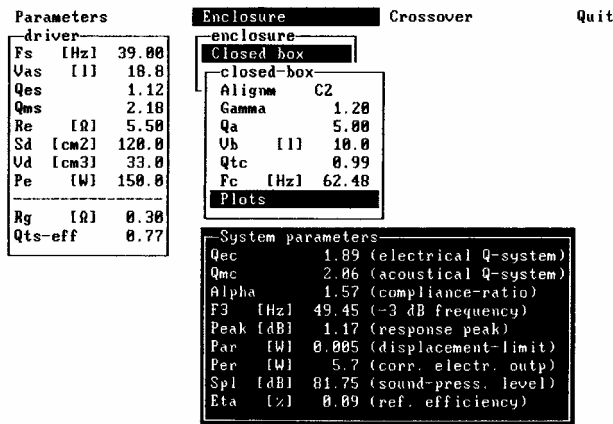 Parameters Enclosure Crossover Quit
driver
Fs [Hz] 39.00
Vas [l] 18.8
Qes 1.12
Qms 2.18
Re [Ω] 5.50
Sd [cm2] 120.0
Vd [cm3] 33.0
Pe [W] 150.0
Rg [Ω] 0.30
Qts-eff 0.77
enclosure
Closed box
closed-box
Alignm C2
Gamma 1.20
Qa 5.00
Vb [l] 10.0
Qtc 0.99
Fc [Hz] 62.48
Plots
System parameters
Qec 1.89 (electrical Q-system)
Qmc 2.06 (acoustical Q-system)
Alpha 1.57 (compliance-ratio)
F3 [Hz] 49.45 (-3 dB frequency)
Peak [dB] 1.17 (response peak)
Par [W] 0.005 (displacement-limit)
Per [W] 5.7 (corr. electr. outp)
Spl [dB] 81.75 (sound-press. level)
Eta [%] 0.09 (ref. efficiency)